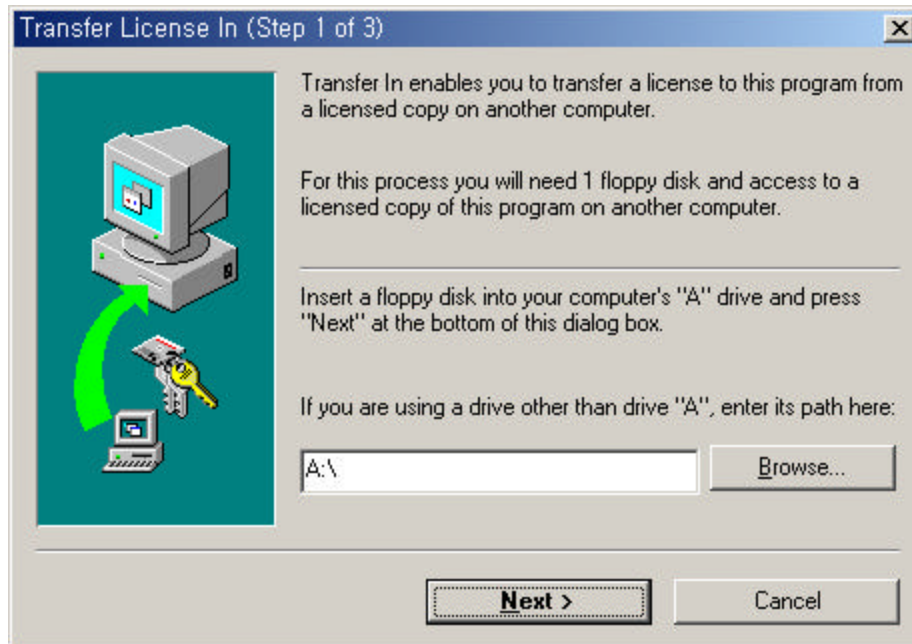 Transfer License In (Step 1 of 3)
Transfer In enables you to transfer a license to this program from
a licensed copy on another computer.
For this process you will need 1 floppy disk and access to a
licensed copy of this program on another computer.
Insert a floppy disk into your computer's "A" drive and press
"Next" at the bottom of this dialog box.
If you are using a drive other than drive "A", enter its path here:
A:\
Browse...
Next >
Cancel